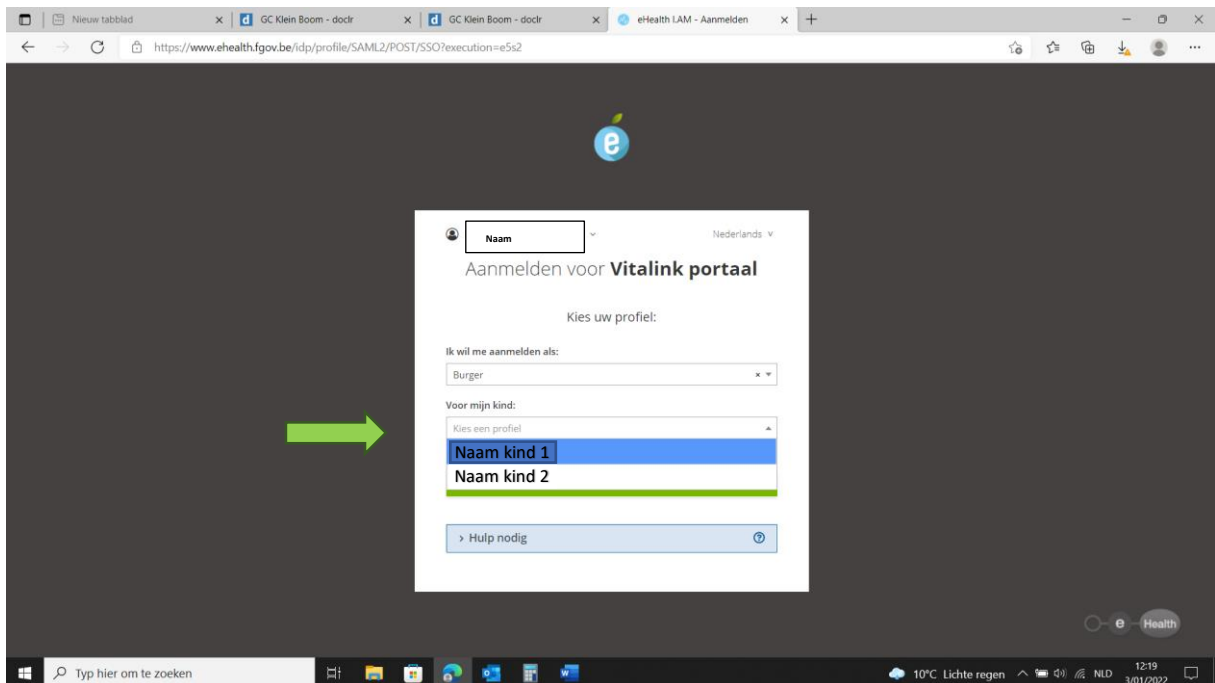 Nieuw tabblad
GC Klein Boom - doclr
GC Klein Boom - doclr
eHealth I.AM - Aanmelden
https://www.ehealth.fgov.be/idp/profile/SAML2/POST/SSO?execution=e5s2
e
Naam
Nederlands
Aanmelden voor Vitalink portaal
Kies uw profiel:
Ik wil me aanmelden als:
Burger
Voor mijn kind:
Kies een profiel
Naam kind 1
Naam kind 2
> Hulp nodig ?
e Health
Typ hier om te zoeken
10°C Lichte regen
NLD
12:19
3/01/2022